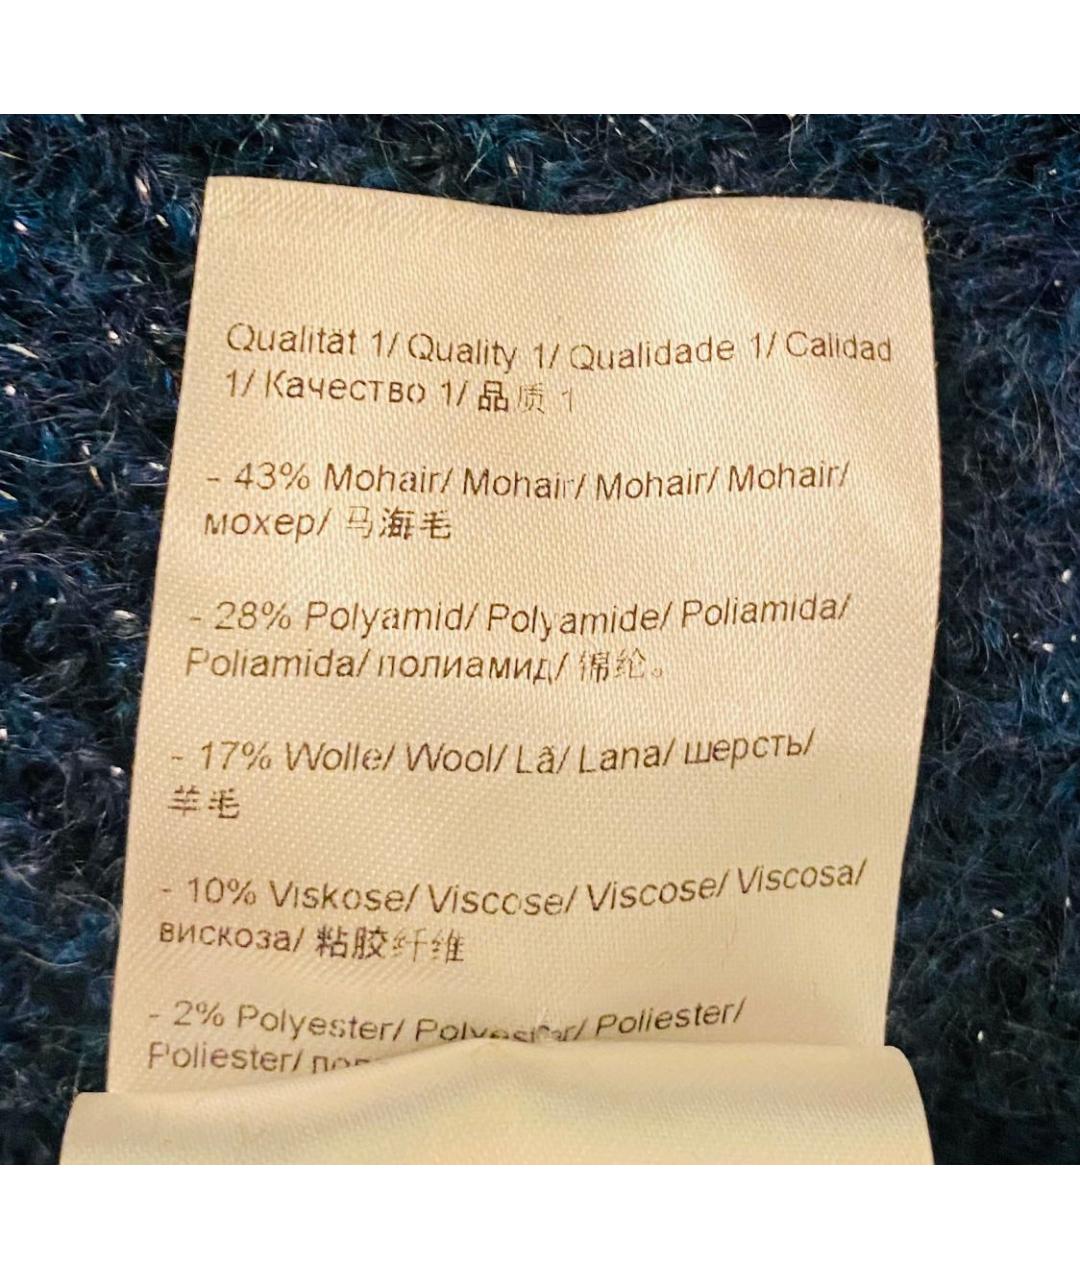 Qualität 1/ Quality 1/ Qualidade 1/ Calidad
1/ Качество 1/ 品质 1
- 43% Mohair/ Mohair/ Mohair/ Mohair/
мохер/ 马海毛
- 28% Polyamid/ Polyamide/ Poliamida/
Poliamida/ полиамид/ 锦纶。
- 17% Wolle/ Wool/ Lã/ Lana/ шерсть/
羊毛
- 10% Viskose/ Viscose/ Viscose/ Viscosa/
вискоза/ 粘胶纤维
- 2% Polyester/ Polyester/ Poliester/
Poliester/